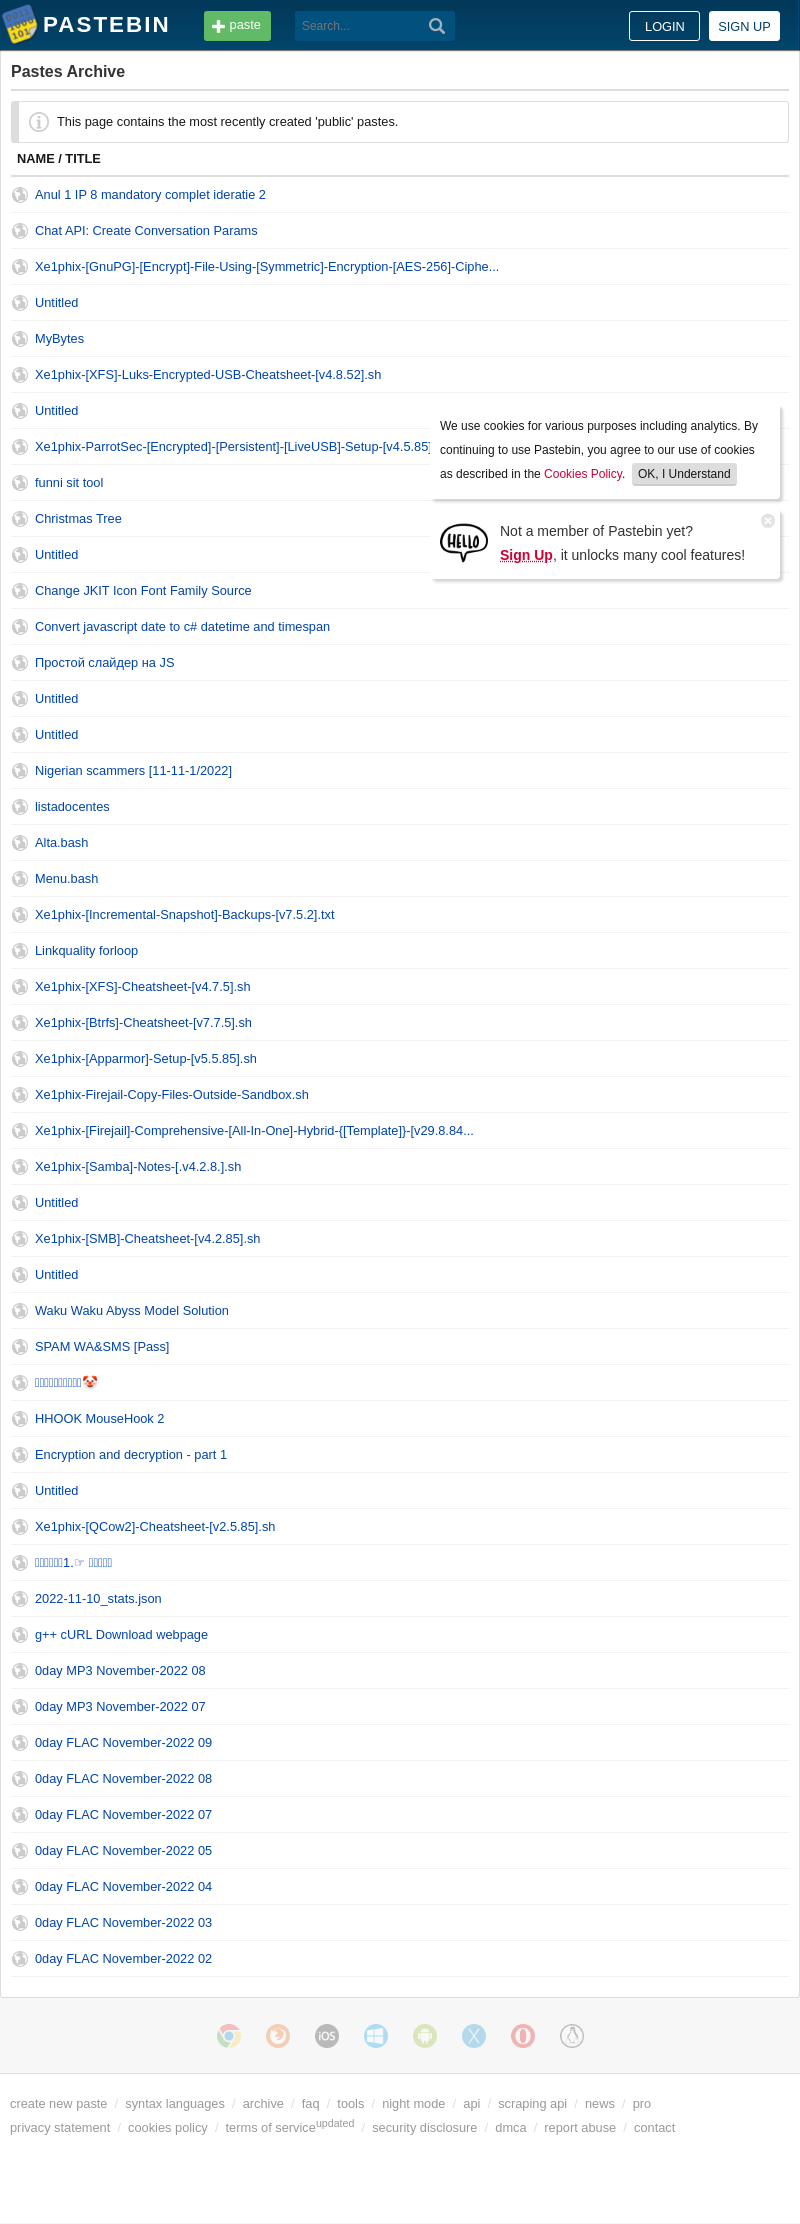 PASTEBIN
paste
Search...
LOGIN
SIGN UP
Pastes Archive
This page contains the most recently created 'public' pastes.
NAME / TITLE
Anul 1 IP 8 mandatory complet ideratie 2
Chat API: Create Conversation Params
Xe1phix-[GnuPG]-[Encrypt]-File-Using-[Symmetric]-Encryption-[AES-256]-Ciphe...
Untitled
MyBytes
Xe1phix-[XFS]-Luks-Encrypted-USB-Cheatsheet-[v4.8.52].sh
Untitled
Xe1phix-ParrotSec-[Encrypted]-[Persistent]-[LiveUSB]-Setup-[v4.5.85]
funni sit tool
Christmas Tree
Untitled
We use cookies for various purposes including analytics. By
continuing to use Pastebin, you agree to our use of cookies
as described in the Cookies Policy. OK, I Understand
HELLO
Not a member of Pastebin yet?
Sign Up, it unlocks many cool features!
Change JKIT Icon Font Family Source
Convert javascript date to c# datetime and timespan
Простой слайдер на JS
Untitled
Untitled
Nigerian scammers [11-11-1/2022]
listadocentes
Alta.bash
Menu.bash
Xe1phix-[Incremental-Snapshot]-Backups-[v7.5.2].txt
Linkquality forloop
Xe1phix-[XFS]-Cheatsheet-[v4.7.5].sh
Xe1phix-[Btrfs]-Cheatsheet-[v7.7.5].sh
Xe1phix-[Apparmor]-Setup-[v5.5.85].sh
Xe1phix-Firejail-Copy-Files-Outside-Sandbox.sh
Xe1phix-[Firejail]-Comprehensive-[All-In-One]-Hybrid-{[Template]}-[v29.8.84...
Xe1phix-[Samba]-Notes-[.v4.2.8.].sh
Untitled
Xe1phix-[SMB]-Cheatsheet-[v4.2.85].sh
Untitled
Waku Waku Abyss Model Solution
SPAM WA&SMS [Pass]
🤡
HHOOK MouseHook 2
Encryption and decryption - part 1
Untitled
Xe1phix-[QCow2]-Cheatsheet-[v2.5.85].sh
1.☞
2022-11-10_stats.json
g++ cURL Download webpage
0day MP3 November-2022 08
0day MP3 November-2022 07
0day FLAC November-2022 09
0day FLAC November-2022 08
0day FLAC November-2022 07
0day FLAC November-2022 05
0day FLAC November-2022 04
0day FLAC November-2022 03
0day FLAC November-2022 02
iOS
create new paste / syntax languages / archive / faq / tools / night mode / api / scraping api / news / pro
privacy statement / cookies policy / terms of service updated / security disclosure / dmca / report abuse / contact